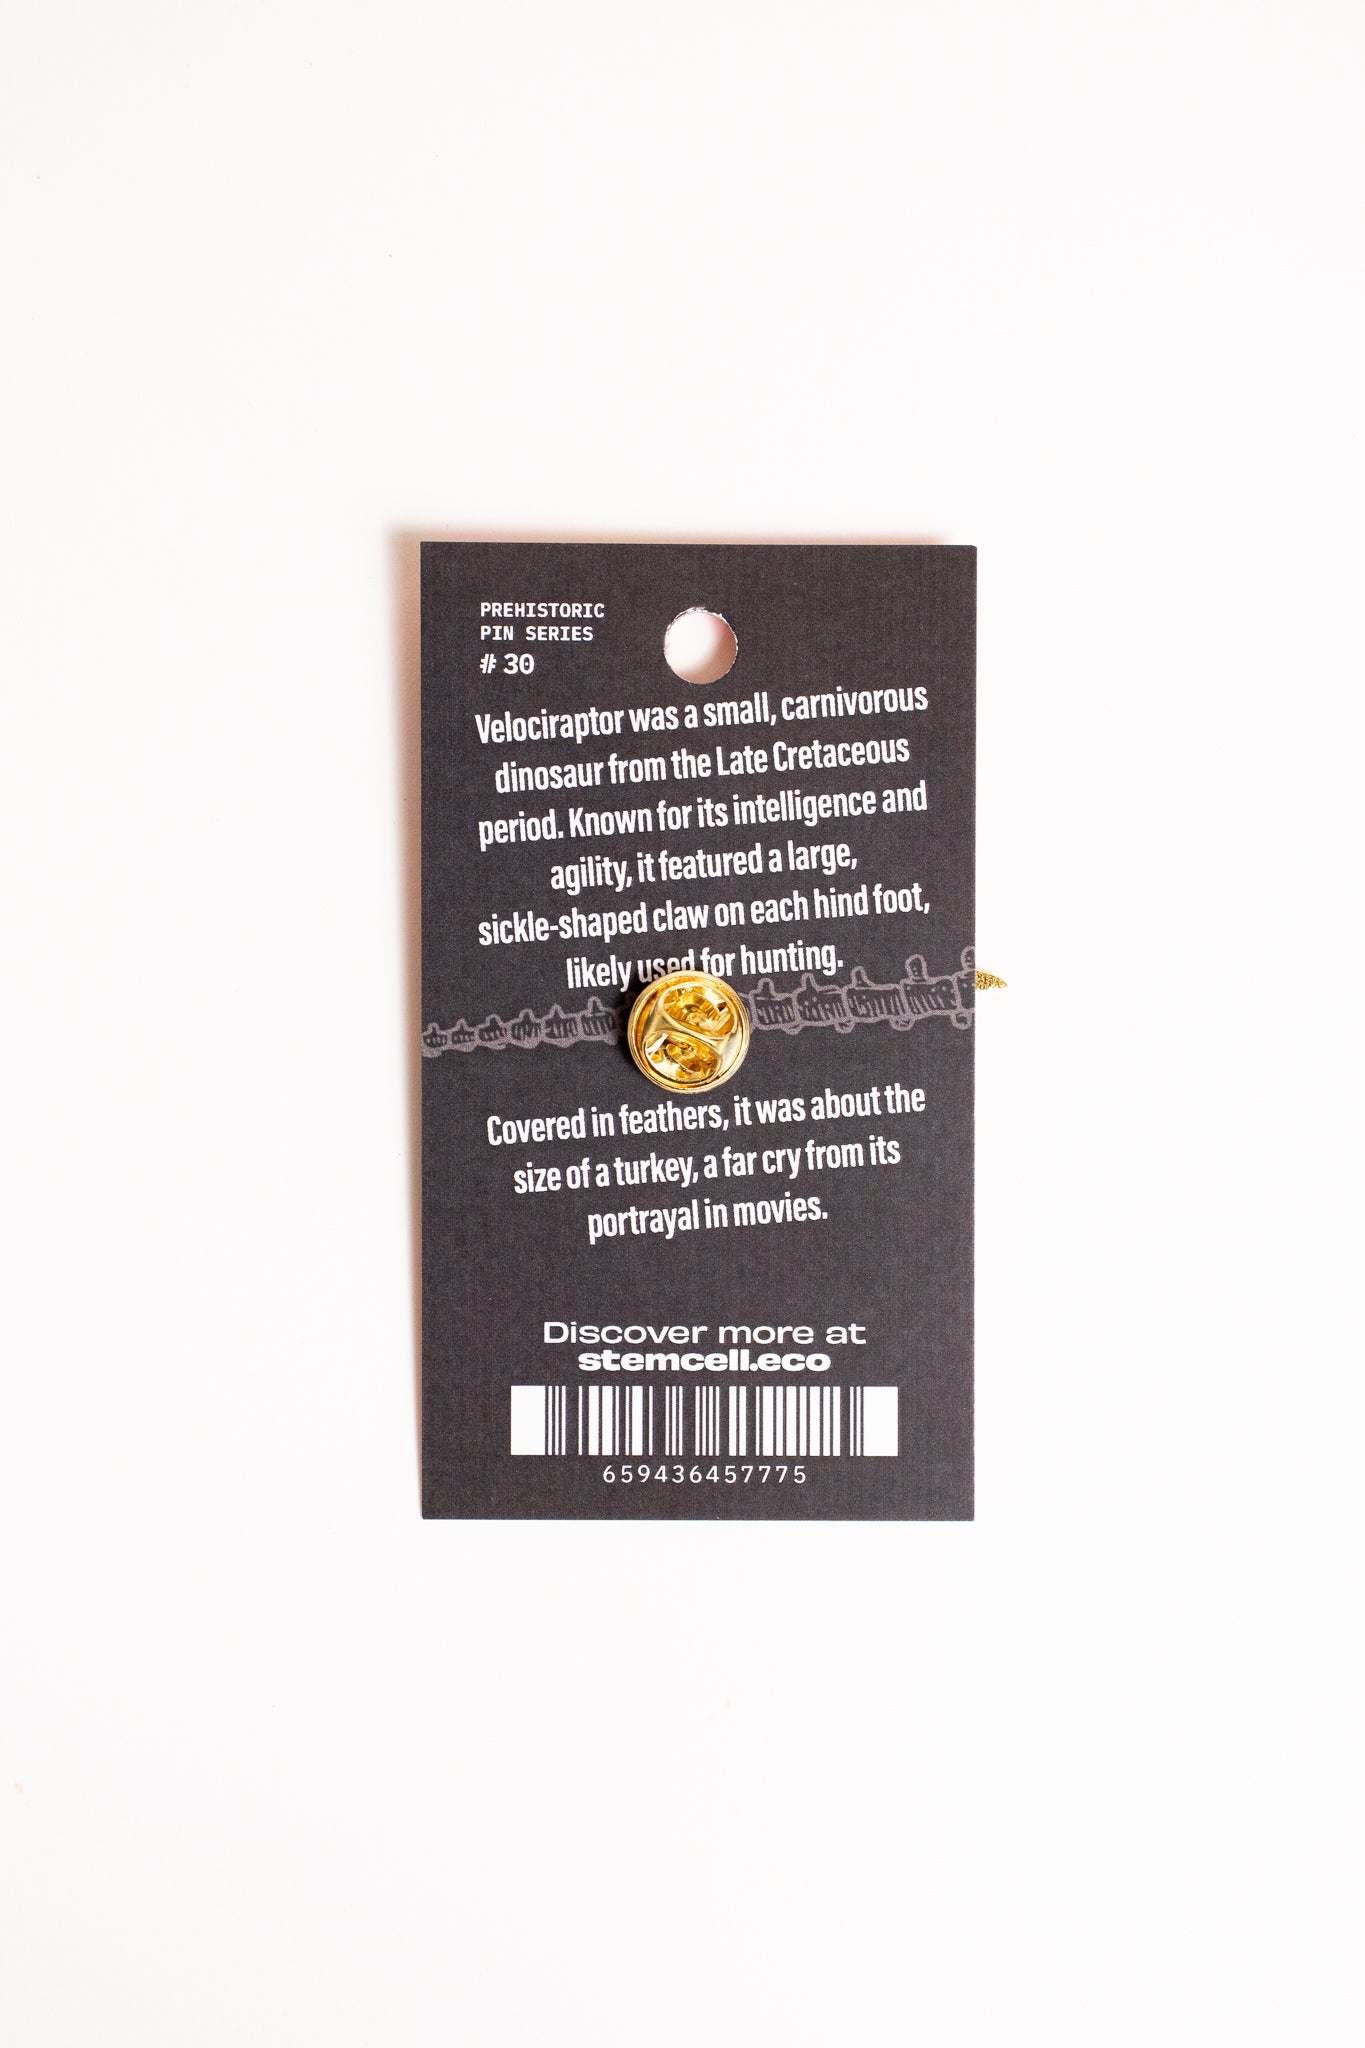 PREHISTORIC
PIN SERIES
# 30
Velociraptor was a small, carnivorous
dinosaur from the Late Cretaceous
period. Known for its intelligence and
agility, it featured a large,
sickle-shaped claw on each hind foot,
likely used for hunting.
Covered in feathers, it was about the
size of a turkey, a far cry from its
portrayal in movies.
Discover more at
stemcell.eco
659436457775